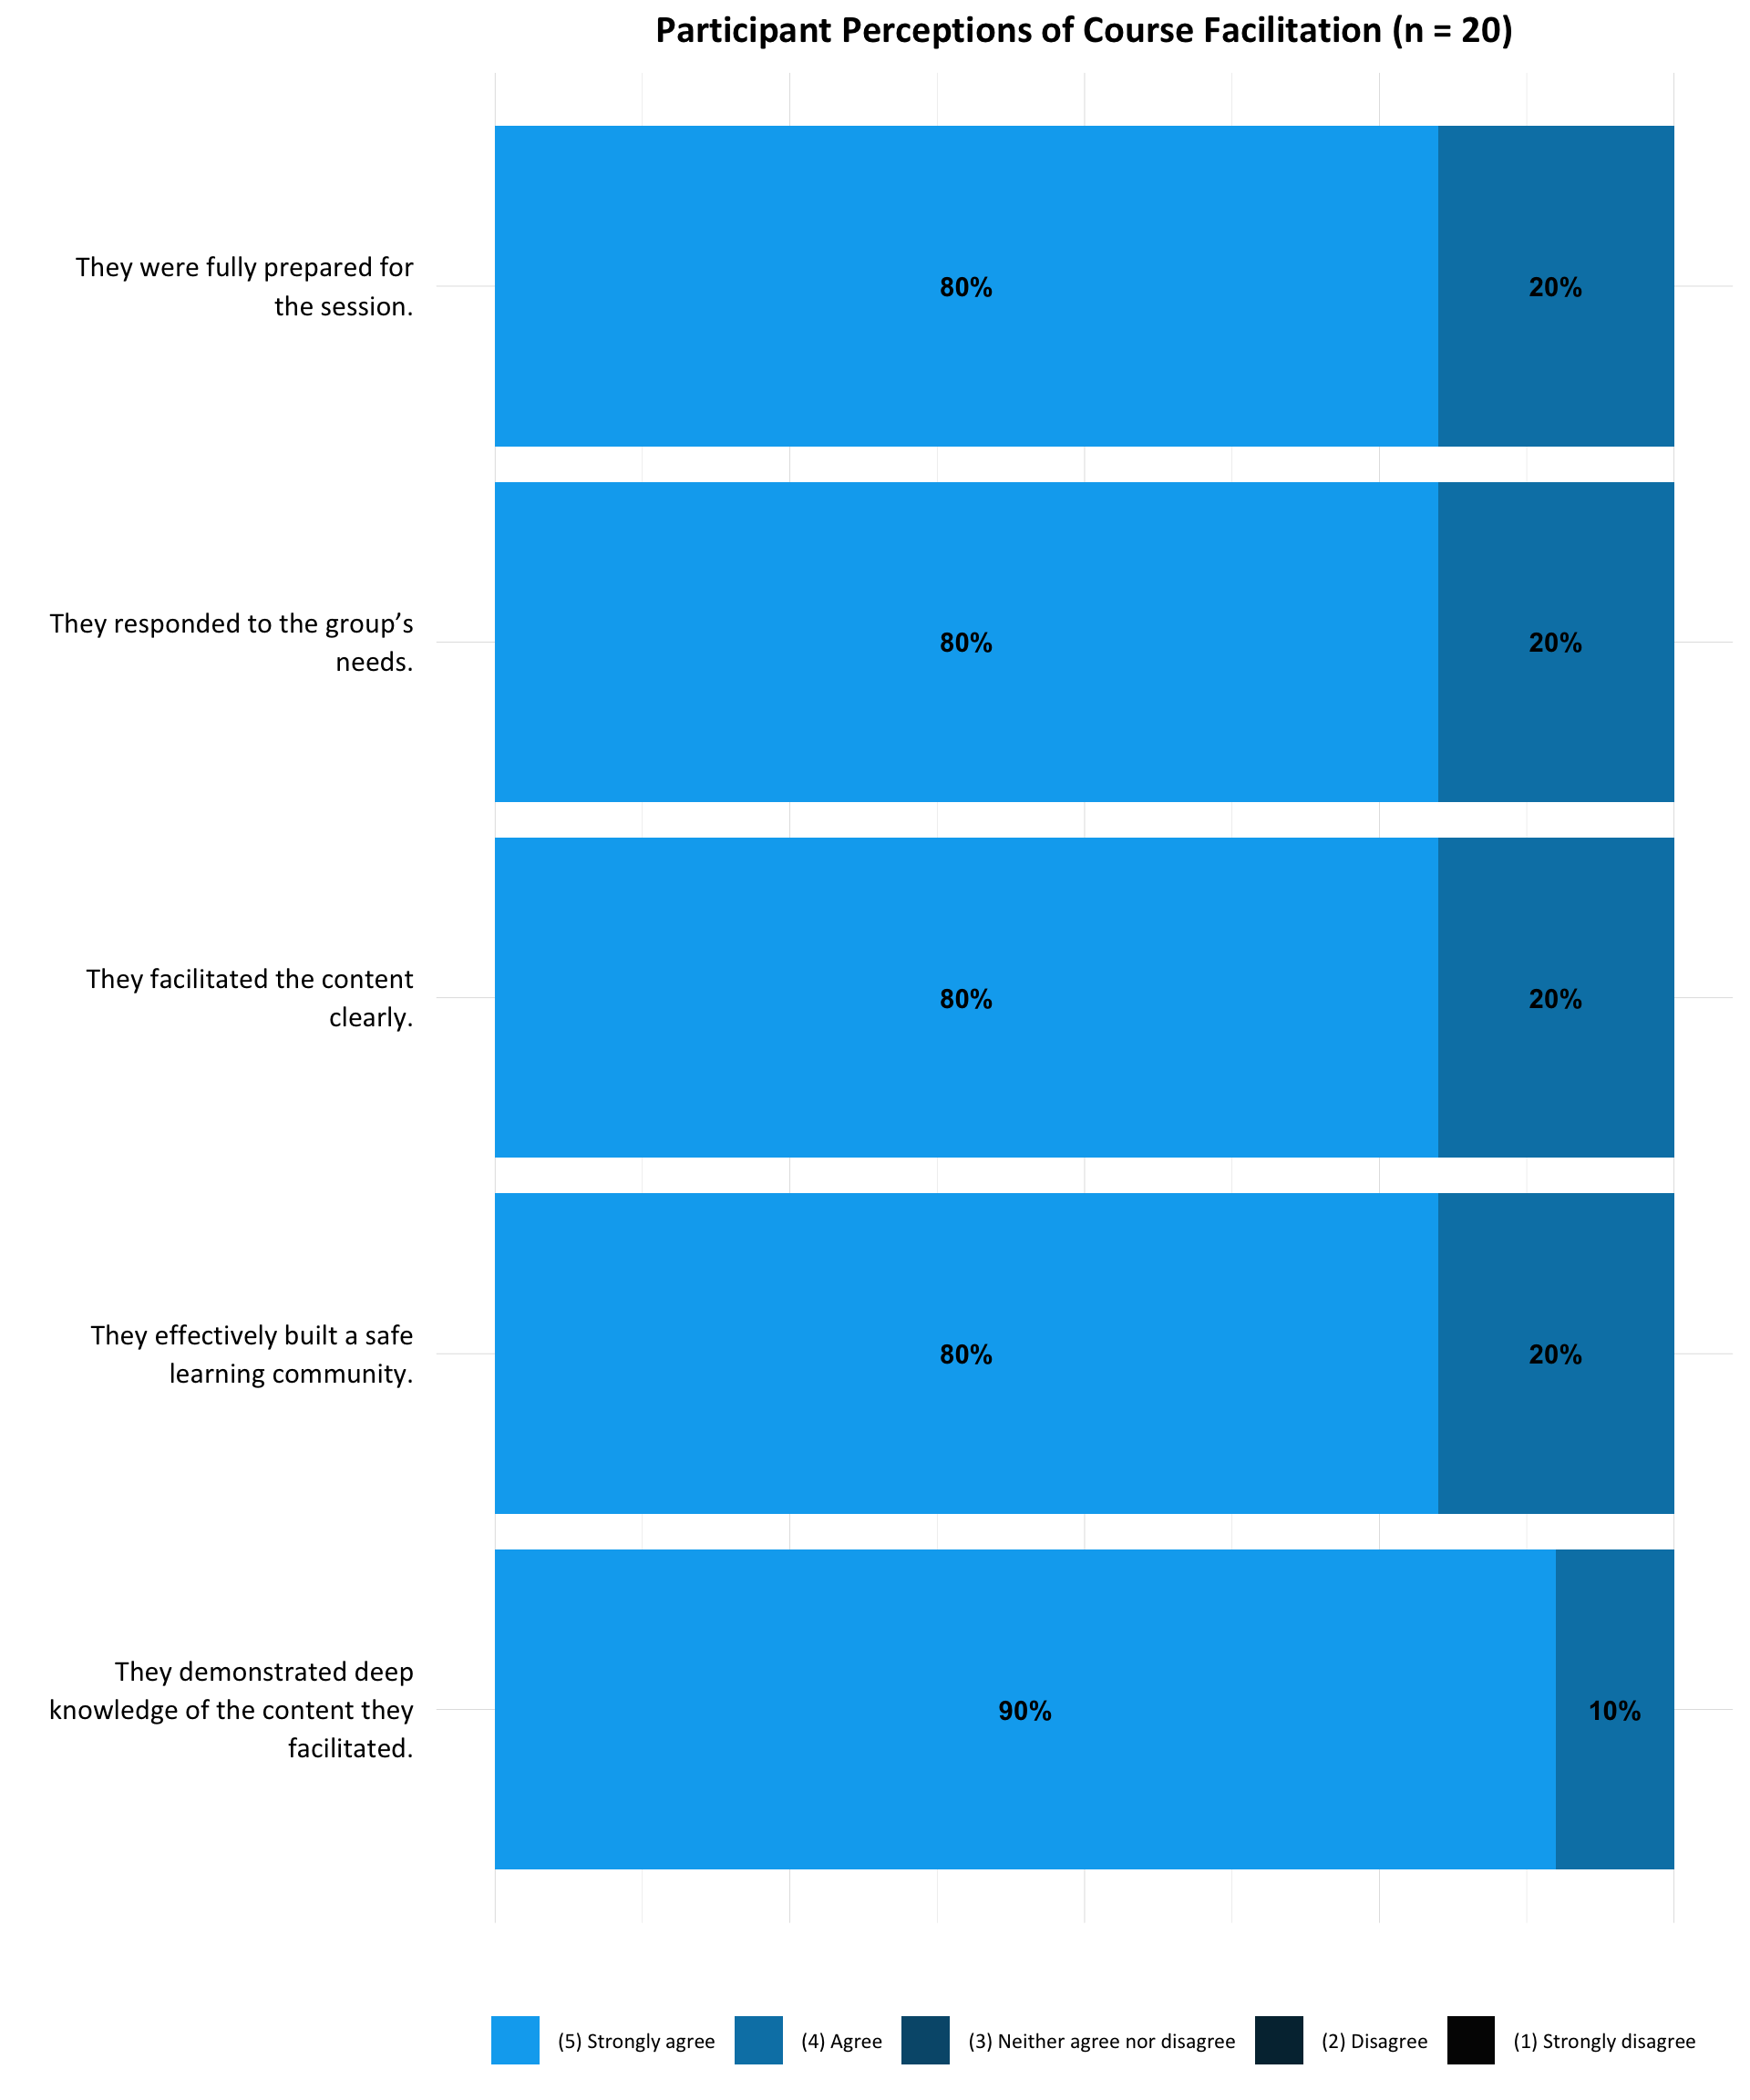 Participant Perceptions of Course Facilitation (n = 20)
They were fully prepared for
the session.
80%
20%
They responded to the group’s
needs.
80%
20%
They facilitated the content
clearly.
80%
20%
They effectively built a safe
learning community.
80%
20%
They demonstrated deep
knowledge of the content they
facilitated.
90%
10%
(5) Strongly agree
(4) Agree
(3) Neither agree nor disagree
(2) Disagree
(1) Strongly disagree